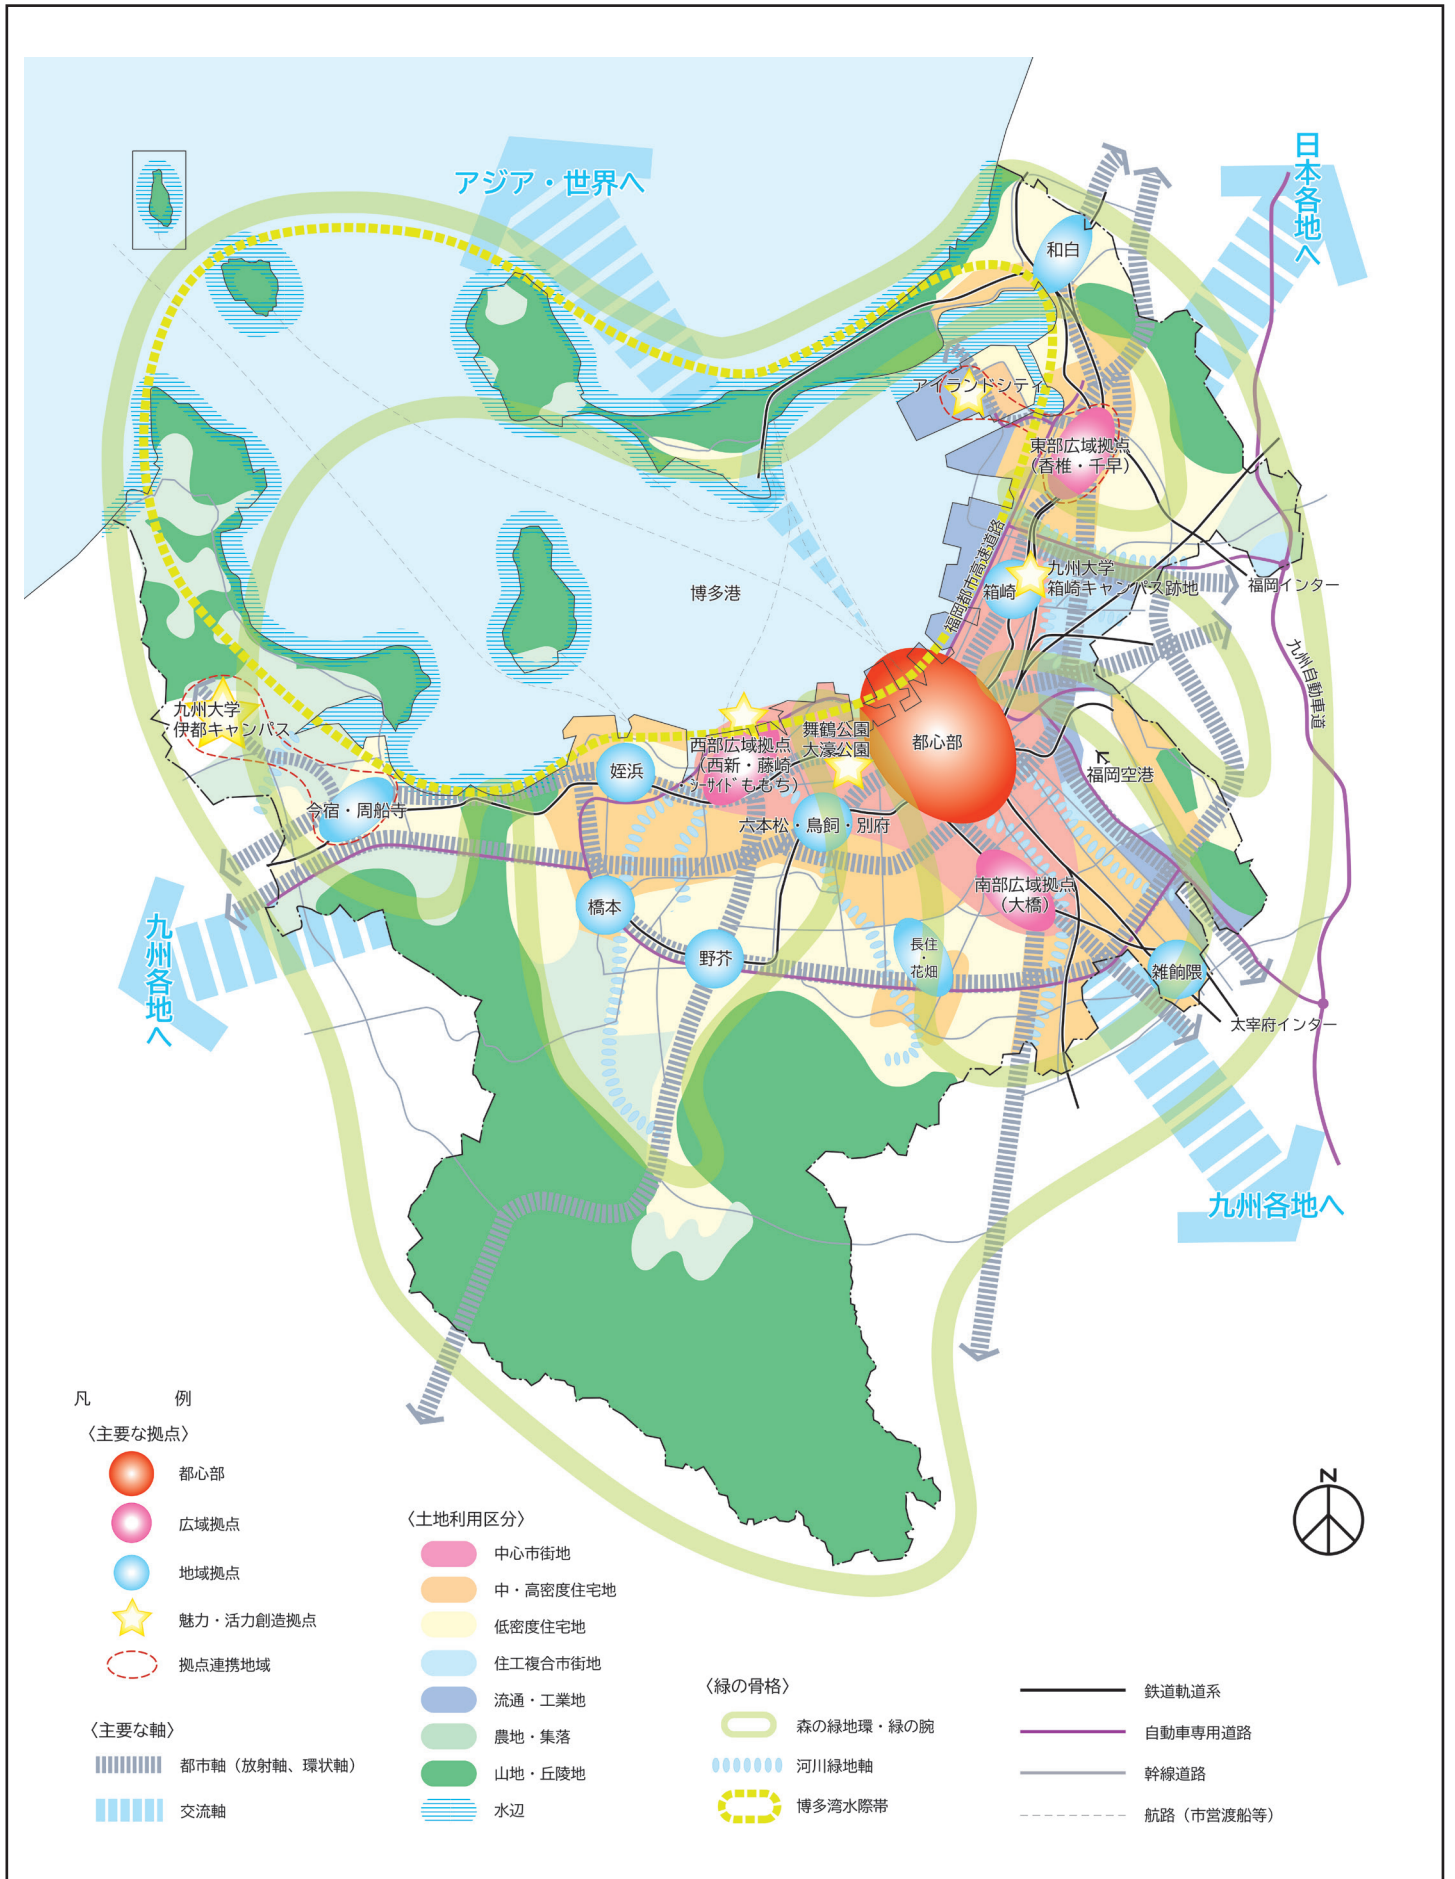 アジア・世界へ
日本各地へ
和白
アイランドシティ
東部広域拠点
(香椎・千早)
福岡都市高速道路
九州大学
箱崎キャンパス跡地
箱崎
福岡インター
博多港
九州自動車道
九州大学
伊都キャンパス
舞鶴公園
大濠公園
都心部
西部広域拠点
(西新・藤崎
・シーサイドももち)
姪浜
福岡空港
今宿・周船寺
六本松・鳥飼・別府
南部広域拠点
(大橋)
橋本
長住
・
花畑
野芥
雑餉隈
九州各地へ
太宰府インター
九州各地へ
凡例
〈主要な拠点〉
都心部
広域拠点
地域拠点
魅力・活力創造拠点
拠点連携地域
〈主要な軸〉
都市軸（放射軸、環状軸）
交流軸
〈土地利用区分〉
中心市街地
中・高密度住宅地
低密度住宅地
住工複合市街地
流通・工業地
農地・集落
山地・丘陵地
水辺
〈緑の骨格〉
森の緑地環・緑の腕
河川緑地軸
博多湾水際帯
鉄道軌道系
自動車専用道路
幹線道路
航路（市営渡船等）
N